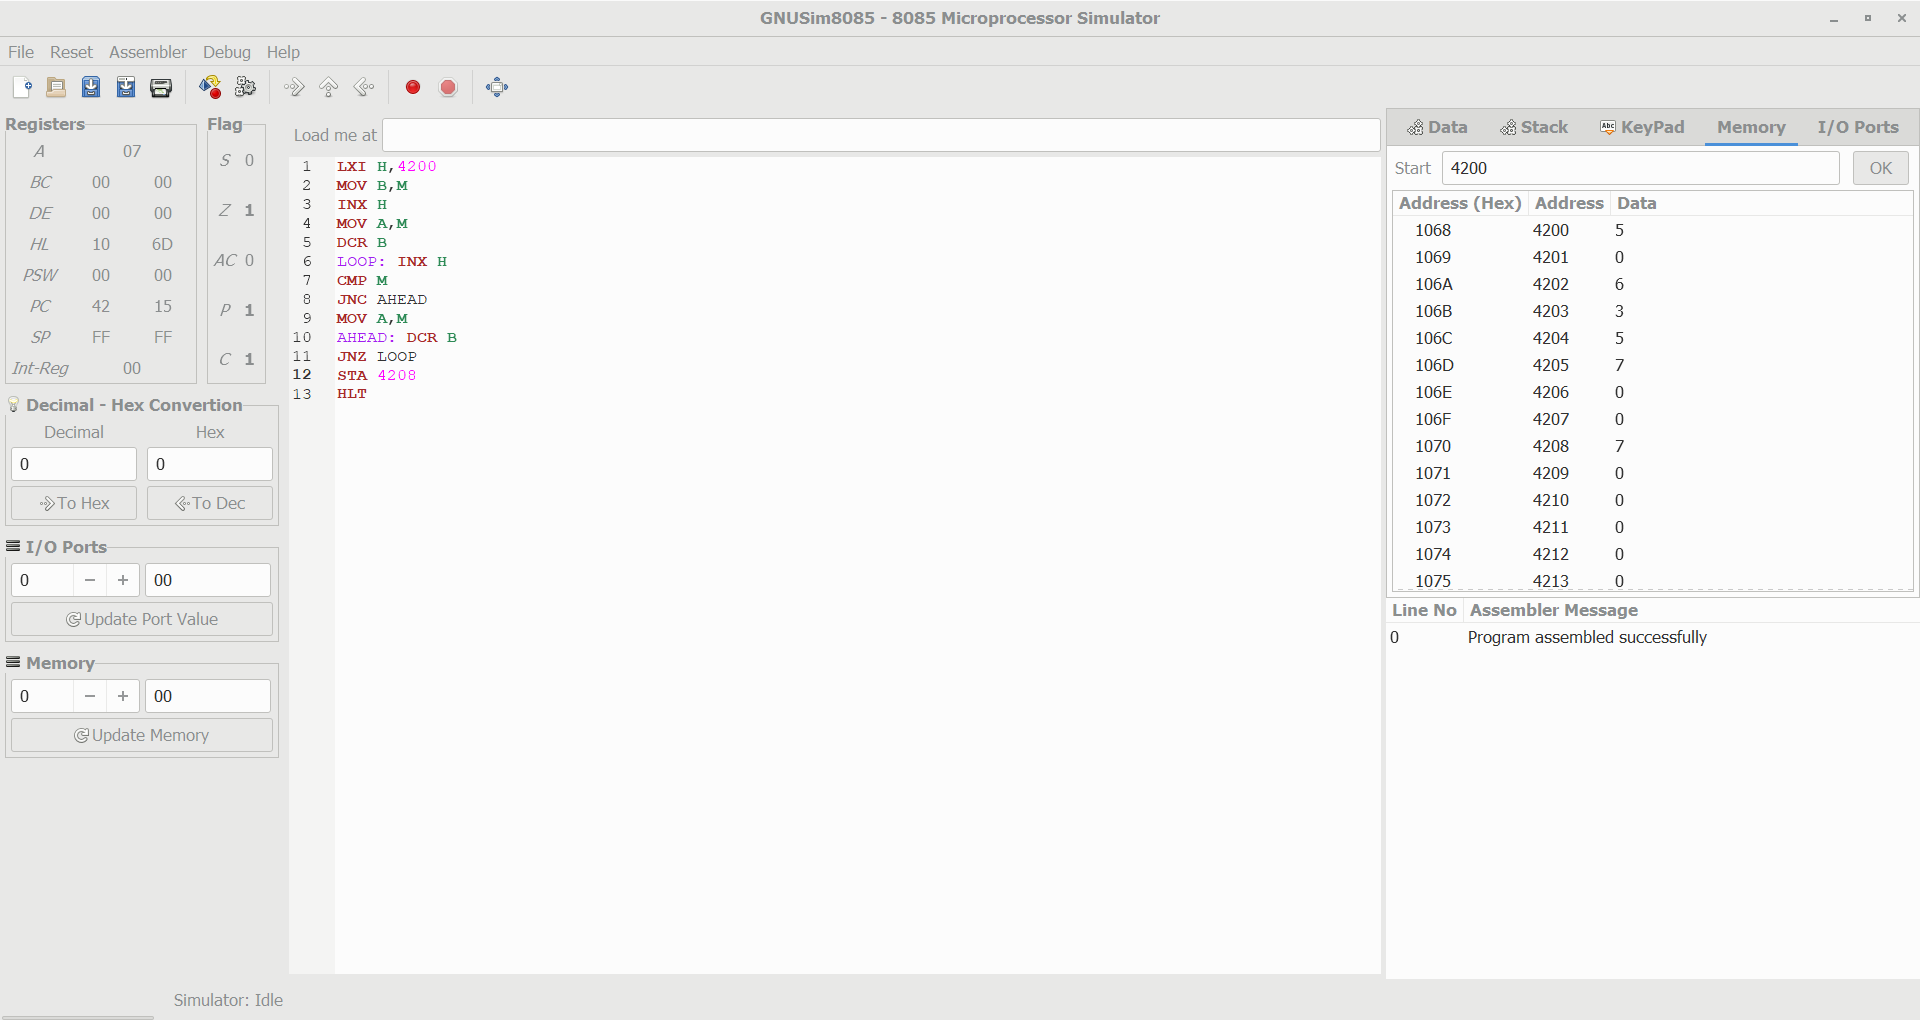 GNUSim8085 - 8085 Microprocessor Simulator
File Reset Assembler Debug Help
Registers
A 07
BC 00 00
DE 00 00
HL 10 6D
PSW 00 00
PC 42 15
SP FF FF
Int-Reg 00
Flag
S 0
Z 1
AC 0
P 1
C 1
Decimal - Hex Convertion
Decimal Hex
0 0
To Hex To Dec
I/O Ports
0 − + 00
Update Port Value
Memory
0 − + 00
Update Memory
Load me at
1 LXI H,4200
2 MOV B,M
3 INX H
4 MOV A,M
5 DCR B
6 LOOP: INX H
7 CMP M
8 JNC AHEAD
9 MOV A,M
10 AHEAD: DCR B
11 JNZ LOOP
12 STA 4208
13 HLT
Data Stack Abc KeyPad Memory I/O Ports
Start 4200 OK
Address (Hex) Address Data
1068 4200 5
1069 4201 0
106A 4202 6
106B 4203 3
106C 4204 5
106D 4205 7
106E 4206 0
106F 4207 0
1070 4208 7
1071 4209 0
1072 4210 0
1073 4211 0
1074 4212 0
1075 4213 0
Line No Assembler Message
0 Program assembled successfully
Simulator: Idle